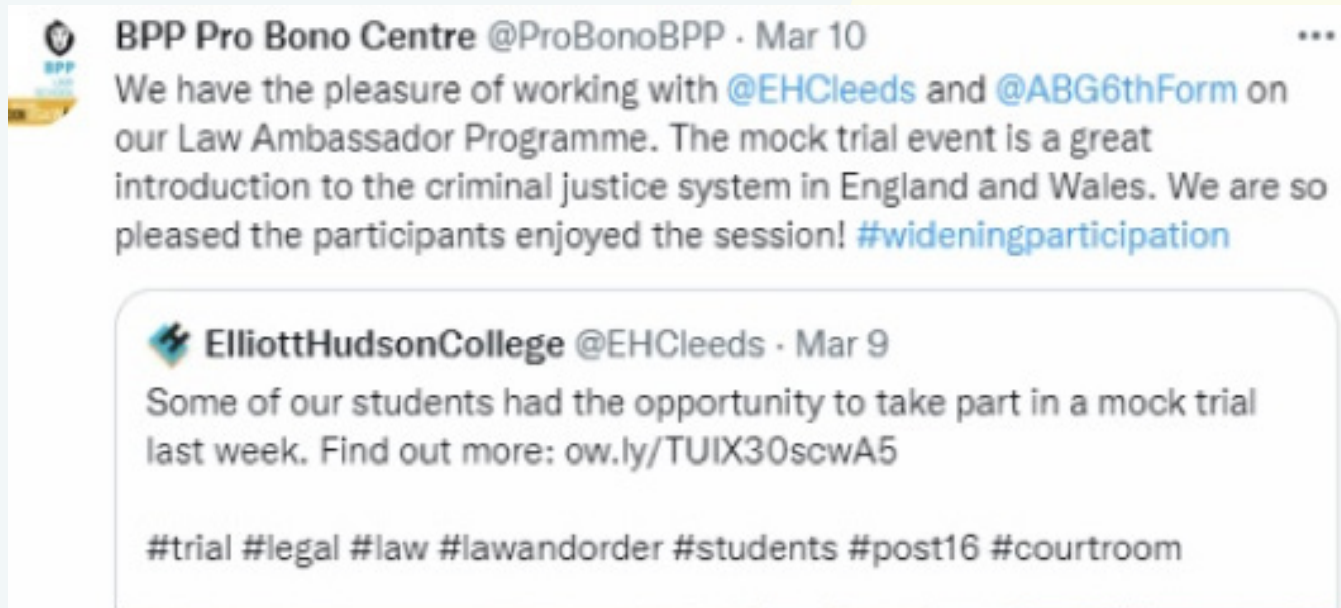 BPP Pro Bono Centre @ProBonoBPP · Mar 10
BPP
We have the pleasure of working with @EHCleeds and @ABG6thForm on
our Law Ambassador Programme. The mock trial event is a great
introduction to the criminal justice system in England and Wales. We are so
pleased the participants enjoyed the session! #wideningparticipation
ElliottHudsonCollege @EHCleeds · Mar 9
Some of our students had the opportunity to take part in a mock trial
last week. Find out more: ow.ly/TUIX30scwA5
#trial #legal #law #lawandorder #students #post16 #courtroom